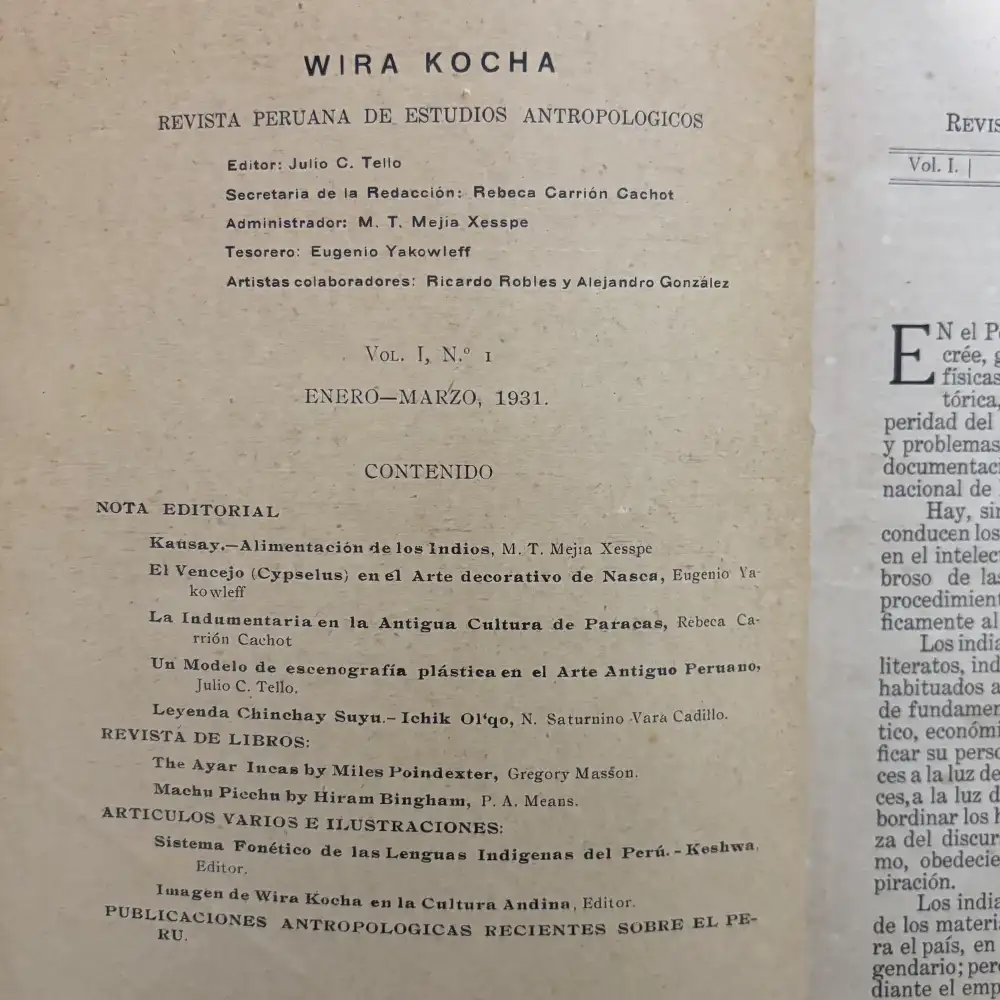 WIRA KOCHA
REVISTA PERUANA DE ESTUDIOS ANTROPOLOGICOS
Editor: Julio C. Tello
Secretaria de la Redacción: Rebeca Carrión Cachot
Administrador: M. T. Mejía Xesspe
Tesorero: Eugenio Yakowleff
Artistas colaboradores: Ricardo Robles y Alejandro González
VOL. I, N.º 1
ENERO—MARZO, 1931.
CONTENIDO
NOTA EDITORIAL
Kausay.—Alimentación de los Indios, M. T. Mejia Xesspe
El Vencejo (Cypselus) en el Arte decorativo de Nasca, Eugenio Ya-
kowleff
La Indumentaria en la Antigua Cultura de Paracas, Rebeca Ca-
rrión Cachot
Un Modelo de escenografía plástica en el Arte Antiguo Peruano,
Julio C. Tello.
Leyenda Chinchay Suyu.- Ichik Ol'qo, N. Saturnino Vara Cadillo.
REVISTA DE LIBROS:
The Ayar Incas by Miles Poindexter, Gregory Masson.
Machu Picchu by Hiram Bingham, P. A. Means.
ARTICULOS VARIOS E ILUSTRACIONES:
Sistema Fonético de las Lenguas Indigenas del Perú.- Keshwa,
Editor.
Imagen de Wira Kocha en la Cultura Andina, Editor.
PUBLICACIONES ANTROPOLOGICAS RECIENTES SOBRE EL PE-
RU.
REVIS
Vol. I. |
EN el P
crée, g
físicas
tórica,
peridad del
y problemas
documentaci
nacional de
Hay, sin
conducen los
en el intelec
broso de las
procedimient
ficamente al
Los india
literatos, ind
habituados a
de fundamen
tico, económi
ficar su perso
ces a la luz de
ces, a la luz d
bordinar los h
za del discur
mo, obedecie
piración.
Los india
de los materi
ra el país, en
gendario; pero
diante el emp